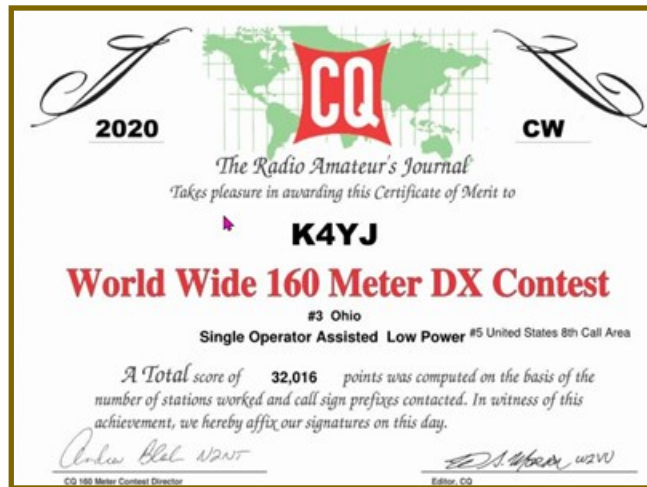 CQ
2020 CW
The Radio Amateur's Journal
Takes pleasure in awarding this Certificate of Merit to
K4YJ
World Wide 160 Meter DX Contest
#3 Ohio
Single Operator Assisted Low Power #5 United States 8th Call Area
A Total score of 32,016 points was computed on the basis of the
number of stations worked and call sign prefixes contacted. In witness of this
achievement, we hereby affix our signatures on this day.
N2NT W2VU
CQ 160 Meter Contest Director Editor, CQ